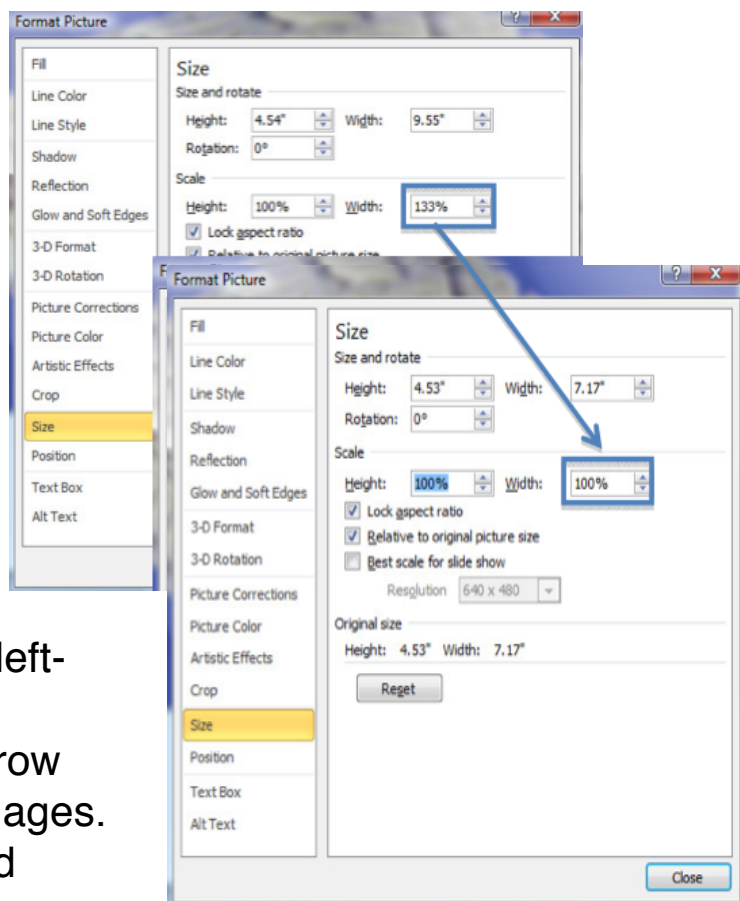 Format Picture
Fill
Line Color
Line Style
Shadow
Reflection
Glow and Soft Edges
3-D Format
3-D Rotation
Picture Corrections
Picture Color
Artistic Effects
Crop
Size
Position
Text Box
Alt Text
Size
Size and rotate
Height: 4.54" Width: 9.55"
Rotation: 0°
Scale
Height: 100% Width: 133%
Lock aspect ratio
Relative to original picture size
F
Format Picture
Fill
Line Color
Line Style
Shadow
Reflection
Glow and Soft Edges
3-D Format
3-D Rotation
Picture Corrections
Picture Color
Artistic Effects
Crop
Size
Position
Text Box
Alt Text
Size
Size and rotate
Height: 4.53" Width: 7.17"
Rotation: 0°
Scale
Height: 100% Width: 100%
Lock aspect ratio
Relative to original picture size
Best scale for slide show
Resolution 640 x 480
Original size
Height: 4.53" Width: 7.17"
Reset
Close
left-
row
ages.
d